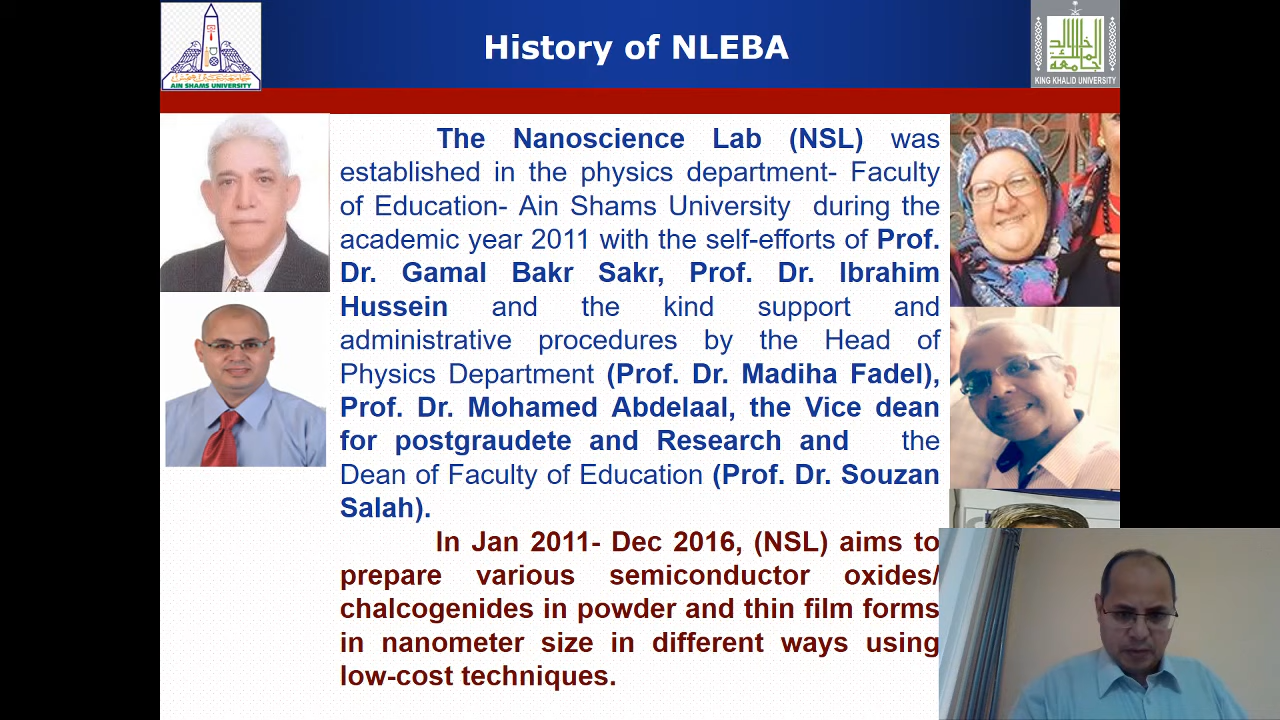 History of NLEBA
AIN SHAMS UNIVERSITY
KING KHALID UNIVERSITY
The Nanoscience Lab (NSL) was
established in the physics department- Faculty
of Education- Ain Shams University during the
academic year 2011 with the self-efforts of Prof.
Dr. Gamal Bakr Sakr, Prof. Dr. Ibrahim
Hussein and the kind support and
administrative procedures by the Head of
Physics Department (Prof. Dr. Madiha Fadel),
Prof. Dr. Mohamed Abdelaal, the Vice dean
for postgraudete and Research and the
Dean of Faculty of Education (Prof. Dr. Souzan
Salah).
In Jan 2011- Dec 2016, (NSL) aims to
prepare various semiconductor oxides/
chalcogenides in powder and thin film forms
in nanometer size in different ways using
low-cost techniques.